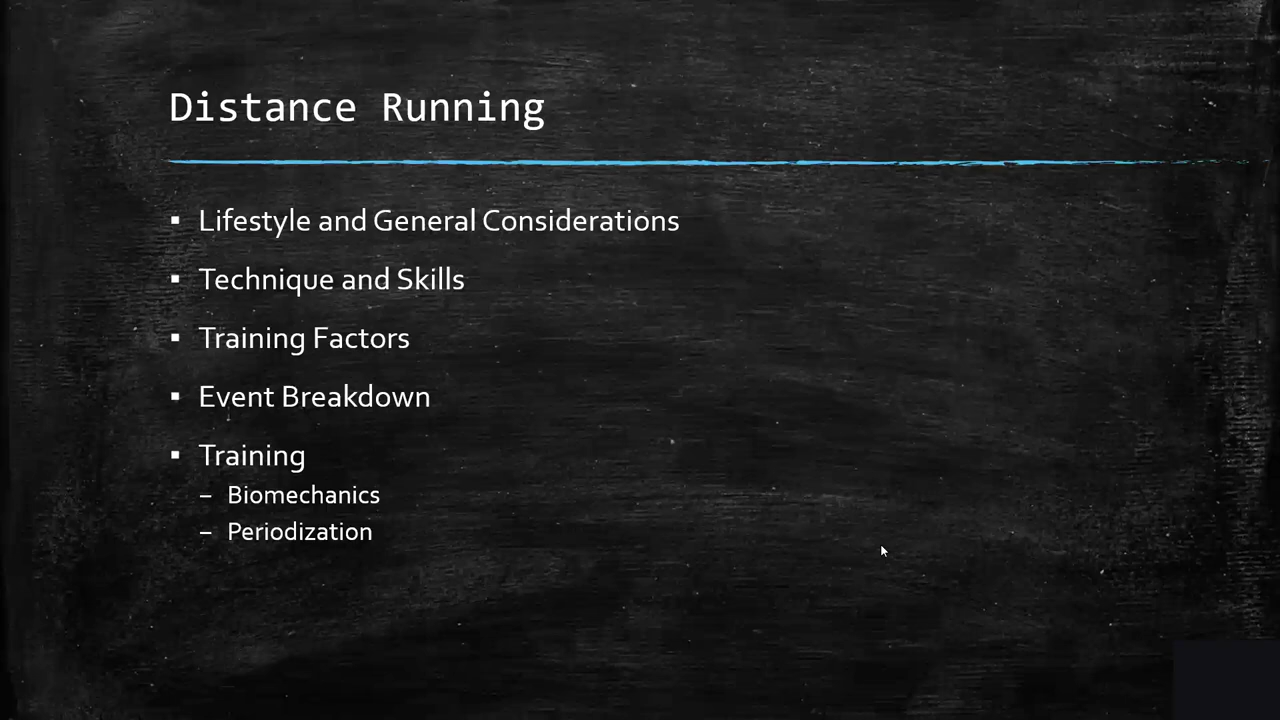 Distance Running
▪ Lifestyle and General Considerations
▪ Technique and Skills
▪ Training Factors
▪ Event Breakdown
▪ Training
– Biomechanics
– Periodization